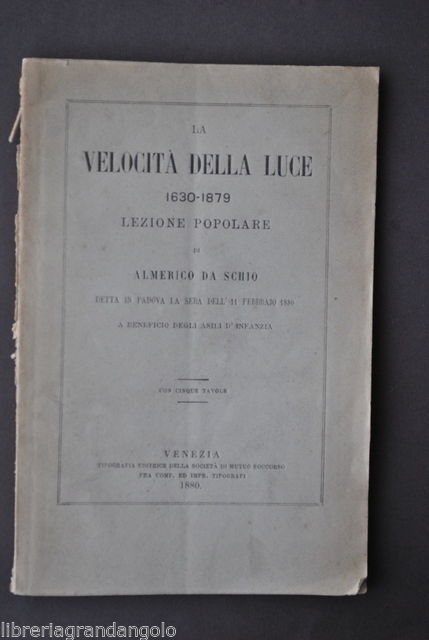 LA
VELOCITÀ DELLA LUCE
1630-1879
LEZIONE POPOLARE
DI
ALMERICO DA SCHIO
DETTA IN PADOVA LA SERA DELL' 11 FEBBRAIO 1880
A BENEFICIO DEGLI ASILI D'INFANZIA
CON CINQUE TAVOLE
VENEZIA
TIPOGRAFIA EDITRICE DELLA SOCIETÀ DI MUTUO SOCCORSO
FRA COMP. ED IMPR. TIPOGRAFI
1880.
libreriagrandangolo